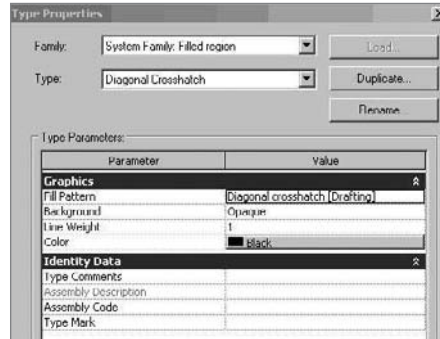 Type Properties
Family: System Family: Filled region Load...
Type: Diagonal Crosshatch Duplicate...
Rename...
Type Parameters:
Parameter Value
Graphics
Fill Pattern Diagonal crosshatch [Drafting]
Background Opaque
Line Weight 1
Color Black
Identity Data
Type Comments
Assembly Description
Assembly Code
Type Mark